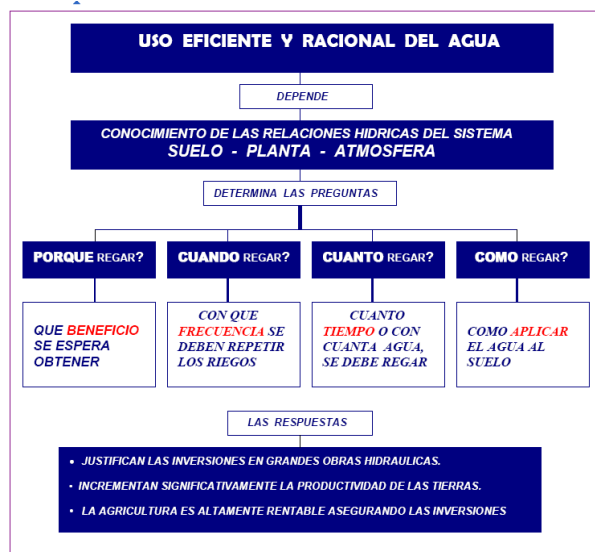 USO EFICIENTE Y RACIONAL DEL AGUA
DEPENDE
CONOCIMIENTO DE LAS RELACIONES HIDRICAS DEL SISTEMA
SUELO - PLANTA - ATMOSFERA
DETERMINA LAS PREGUNTAS
PORQUE REGAR?
CUANDO REGAR?
CUANTO REGAR?
COMO REGAR?
QUE BENEFICIO
SE ESPERA
OBTENER
CON QUE
FRECUENCIA SE
DEBEN REPETIR
LOS RIEGOS
CUANTO
TIEMPO O CON
CUANTA AGUA,
SE DEBE REGAR
COMO APLICAR
EL AGUA AL
SUELO
LAS RESPUESTAS
• JUSTIFICAN LAS INVERSIONES EN GRANDES OBRAS HIDRAULICAS.
• INCREMENTAN SIGNIFICATIVAMENTE LA PRODUCTIVIDAD DE LAS TIERRAS.
• LA AGRICULTURA ES ALTAMENTE RENTABLE ASEGURANDO LAS INVERSIONES